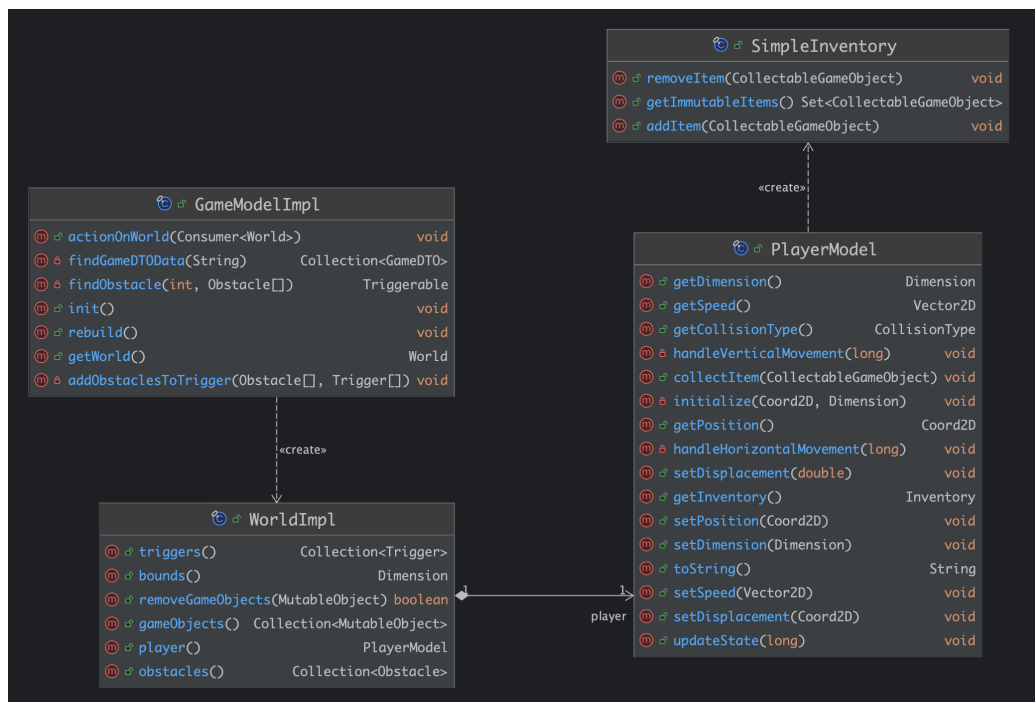 SimpleInventory
removeItem(CollectableGameObject) void
getImmutableItems() Set<CollectableGameObject>
addItem(CollectableGameObject) void
«create»
GameModelImpl
actionOnWorld(Consumer<World>) void
findGameDTOData(String) Collection<GameDTO>
findObstacle(int, Obstacle[]) Triggerable
init() void
rebuild() void
getWorld() World
addObstaclesToTrigger(Obstacle[], Trigger[]) void
«create»
PlayerModel
getDimension() Dimension
getSpeed() Vector2D
getCollisionType() CollisionType
handleVerticalMovement(long) void
collectItem(CollectableGameObject) void
initialize(Coord2D, Dimension) void
getPosition() Coord2D
handleHorizontalMovement(long) void
setDisplacement(double) void
getInventory() Inventory
setPosition(Coord2D) void
setDimension(Dimension) void
toString() String
setSpeed(Vector2D) void
setDisplacement(Coord2D) void
updateState(long) void
WorldImpl
triggers() Collection<Trigger>
bounds() Dimension
removeGameObjects(MutableObject) boolean
gameObjects() Collection<MutableObject>
player() PlayerModel
obstacles() Collection<Obstacle>
1
1
player